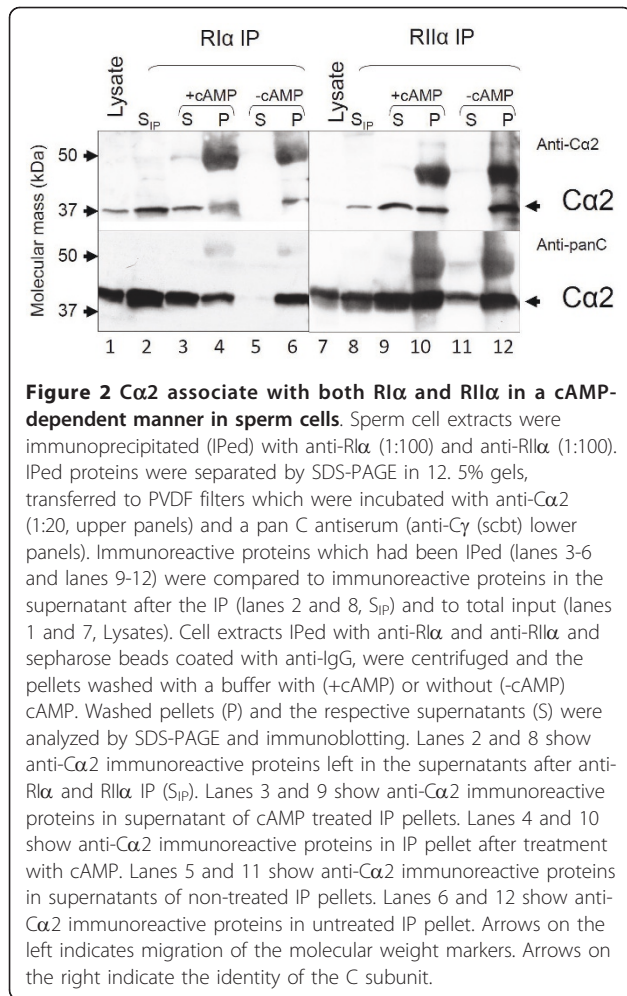 RIα IP
RIIα IP
Lysate
S_IP
+cAMP
-cAMP
S P S P
Lysate
S_IP
+cAMP
-cAMP
S P S P
Molecular mass (kDa)
50
37
50
37
Anti-Cα2
Cα2
Anti-panC
Cα2
1 2 3 4 5 6 7 8 9 10 11 12
Figure 2 Cα2 associate with both RIα and RIIα in a cAMP-
dependent manner in sperm cells. Sperm cell extracts were
immunoprecipitated (IPed) with anti-RIα (1:100) and anti-RIIα (1:100).
IPed proteins were separated by SDS-PAGE in 12. 5% gels,
transferred to PVDF filters which were incubated with anti-Cα2
(1:20, upper panels) and a pan C antiserum (anti-Cγ (scbt) lower
panels). Immunoreactive proteins which had been IPed (lanes 3-6
and lanes 9-12) were compared to immunoreactive proteins in the
supernatant after the IP (lanes 2 and 8, S_IP) and to total input (lanes
1 and 7, Lysates). Cell extracts IPed with anti-RIα and anti-RIIα and
sepharose beads coated with anti-IgG, were centrifuged and the
pellets washed with a buffer with (+cAMP) or without (-cAMP)
cAMP. Washed pellets (P) and the respective supernatants (S) were
analyzed by SDS-PAGE and immunoblotting. Lanes 2 and 8 show
anti-Cα2 immunoreactive proteins left in the supernatants after anti-
RIα and RIIα IP (S_IP). Lanes 3 and 9 show anti-Cα2 immunoreactive
proteins in supernatant of cAMP treated IP pellets. Lanes 4 and 10
show anti-Cα2 immunoreactive proteins in IP pellet after treatment
with cAMP. Lanes 5 and 11 show anti-Cα2 immunoreactive proteins
in supernatants of non-treated IP pellets. Lanes 6 and 12 show anti-
Cα2 immunoreactive proteins in untreated IP pellet. Arrows on the
left indicates migration of the molecular weight markers. Arrows on
the right indicate the identity of the C subunit.